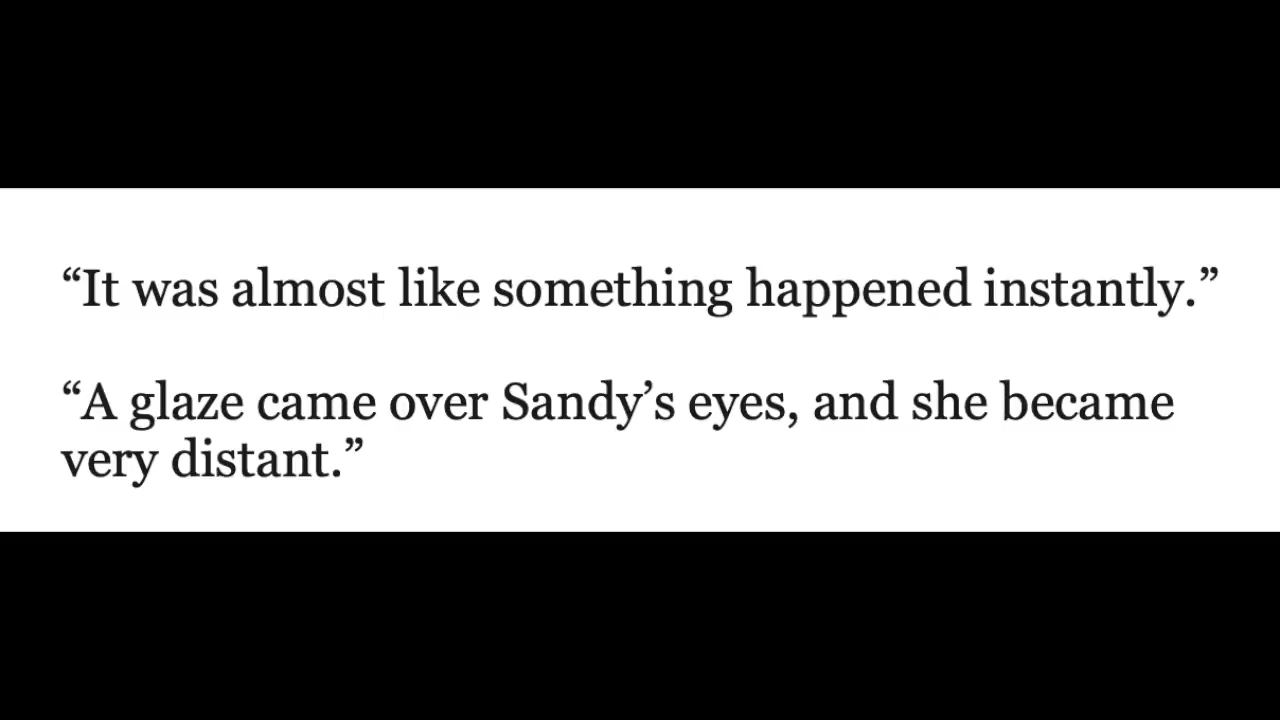 “It was almost like something happened instantly.”
“A glaze came over Sandy’s eyes, and she became
very distant.”